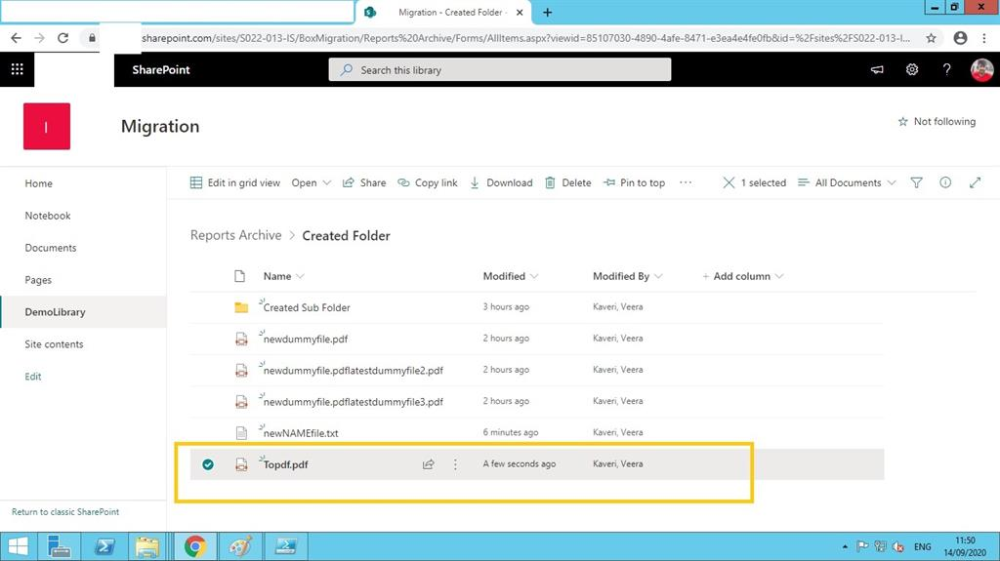 Migration - Created Folder -
sharepoint.com/sites/S022-013-IS/BoxMigration/Reports%20Archive/Forms/AllItems.aspx?viewid=85107030-4890-4afe-8471-e3ea4e4fe0fb&id=%2Fsites%2FS022-013-I...
SharePoint
Search this library
?
I
Migration
Not following
Home
Notebook
Documents
Pages
DemoLibrary
Site contents
Edit
Return to classic SharePoint
Edit in grid view Open Share Copy link Download Delete Pin to top ... 1 selected All Documents
Reports Archive > Created Folder
Name Modified Modified By + Add column
Created Sub Folder 3 hours ago Kaveri, Veera
newdummyfile.pdf 2 hours ago Kaveri, Veera
newdummyfile.pdflatestdummyfile2.pdf 2 hours ago Kaveri, Veera
newdummyfile.pdflatestdummyfile3.pdf 2 hours ago Kaveri, Veera
newNAMEfile.txt 6 minutes ago Kaveri, Veera
Topdf.pdf A few seconds ago Kaveri, Veera
ENG
11:50
14/09/2020